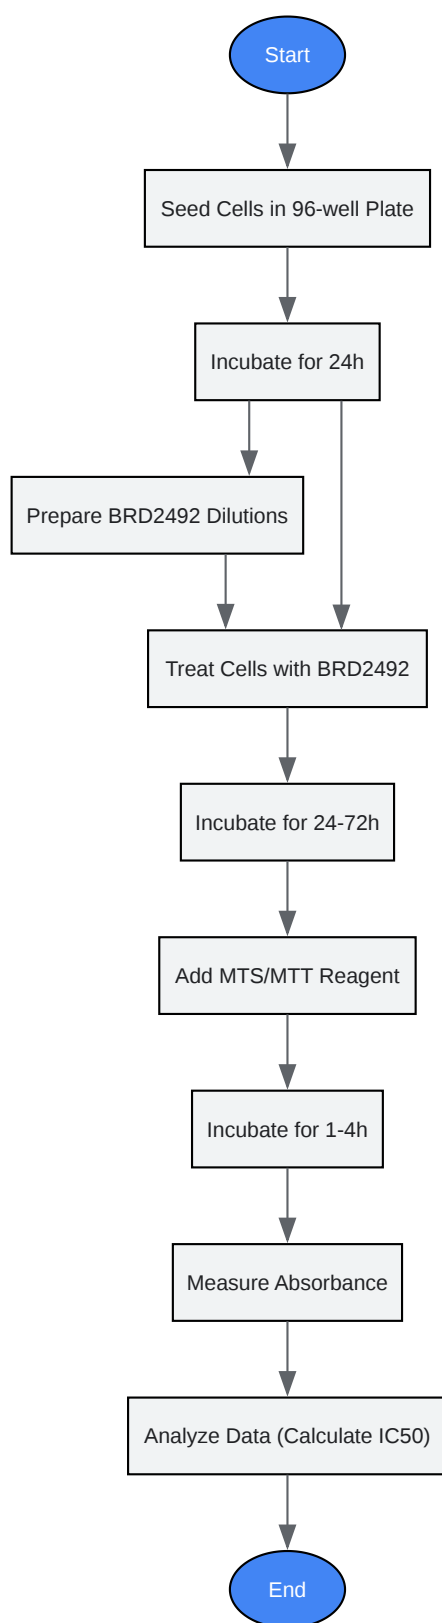 Start
Seed Cells in 96-well Plate
Incubate for 24h
Prepare BRD2492 Dilutions
Treat Cells with BRD2492
Incubate for 24-72h
Add MTS/MTT Reagent
Incubate for 1-4h
Measure Absorbance
Analyze Data (Calculate IC50)
End